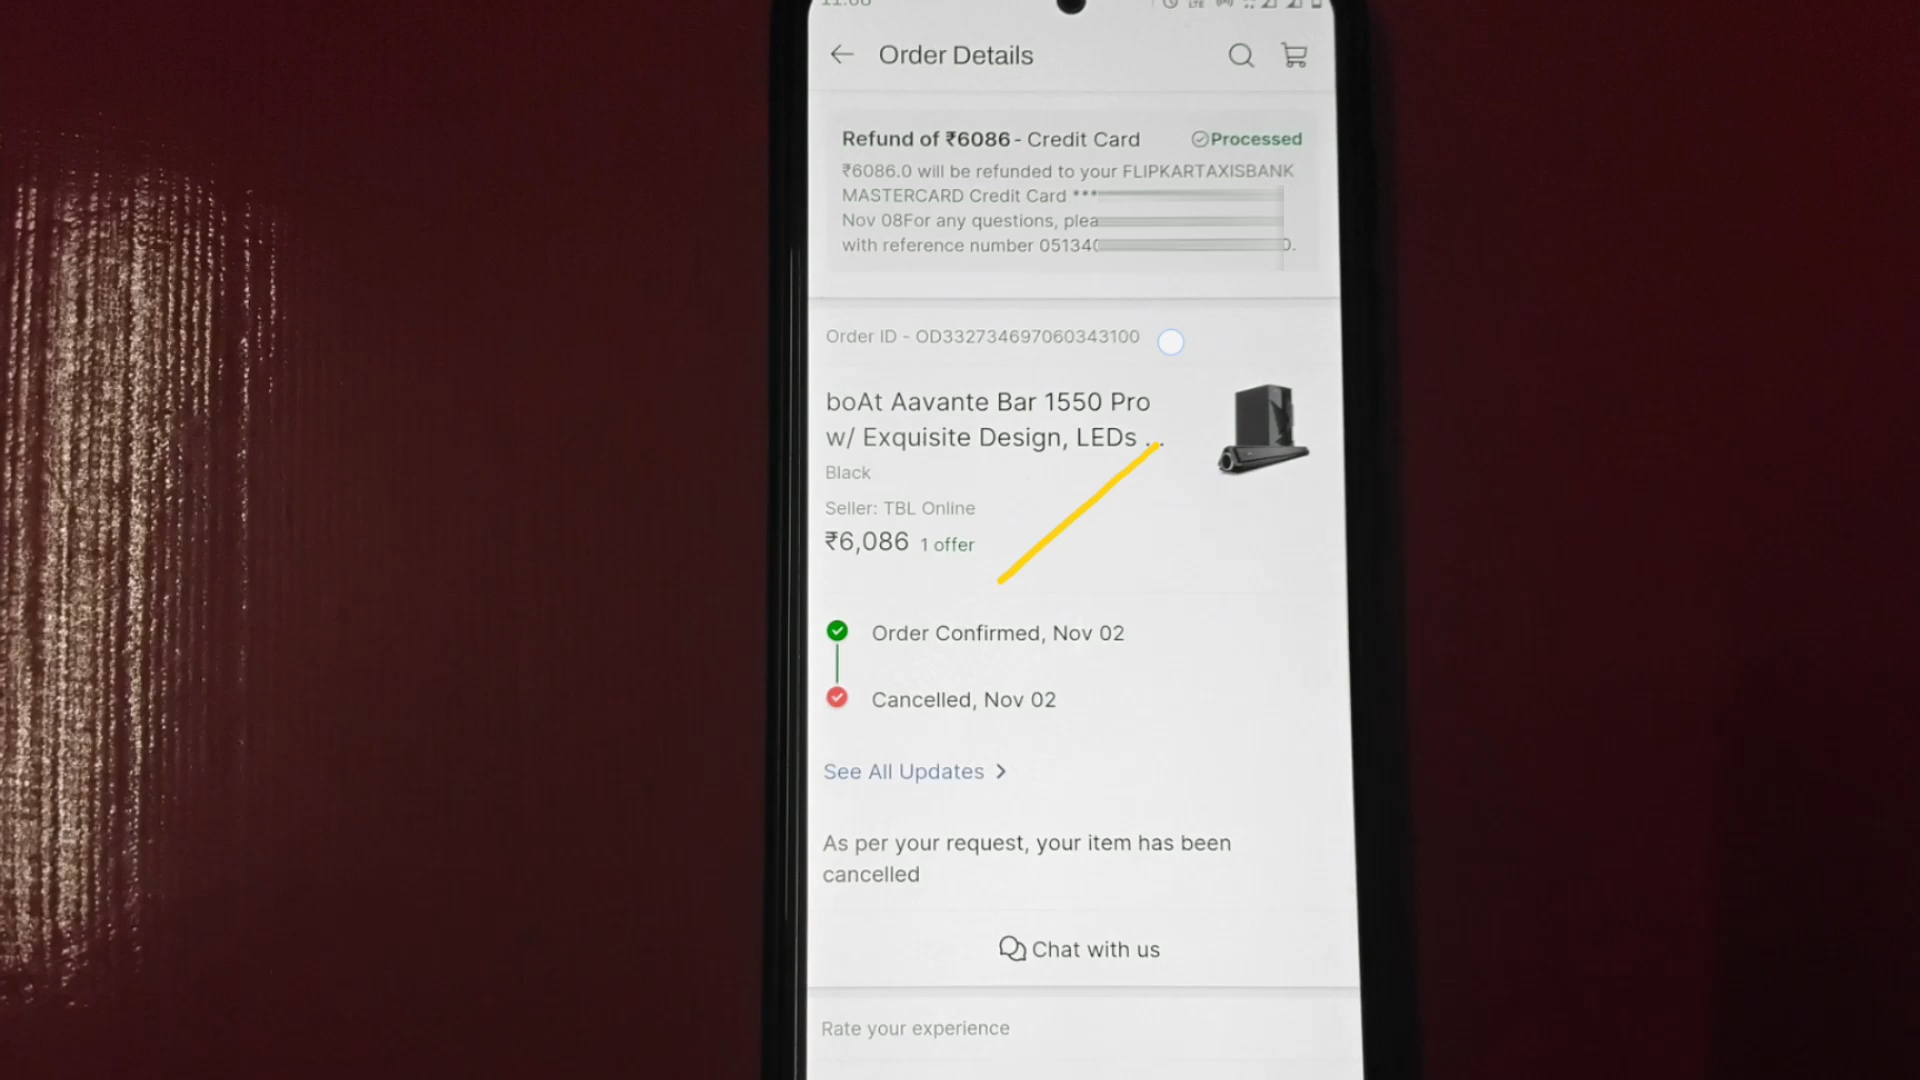 Order Details
Refund of ₹6086 - Credit Card
Processed
₹6086.0 will be refunded to your FLIPKARTAXISBANK
MASTERCARD Credit Card ***
Nov 08For any questions, plea
with reference number 05134
Order ID - OD332734697060343100
boAt Aavante Bar 1550 Pro
w/ Exquisite Design, LEDs ...
Black
Seller: TBL Online
₹6,086 1 offer
Order Confirmed, Nov 02
Cancelled, Nov 02
See All Updates
As per your request, your item has been
cancelled
Chat with us
Rate your experience